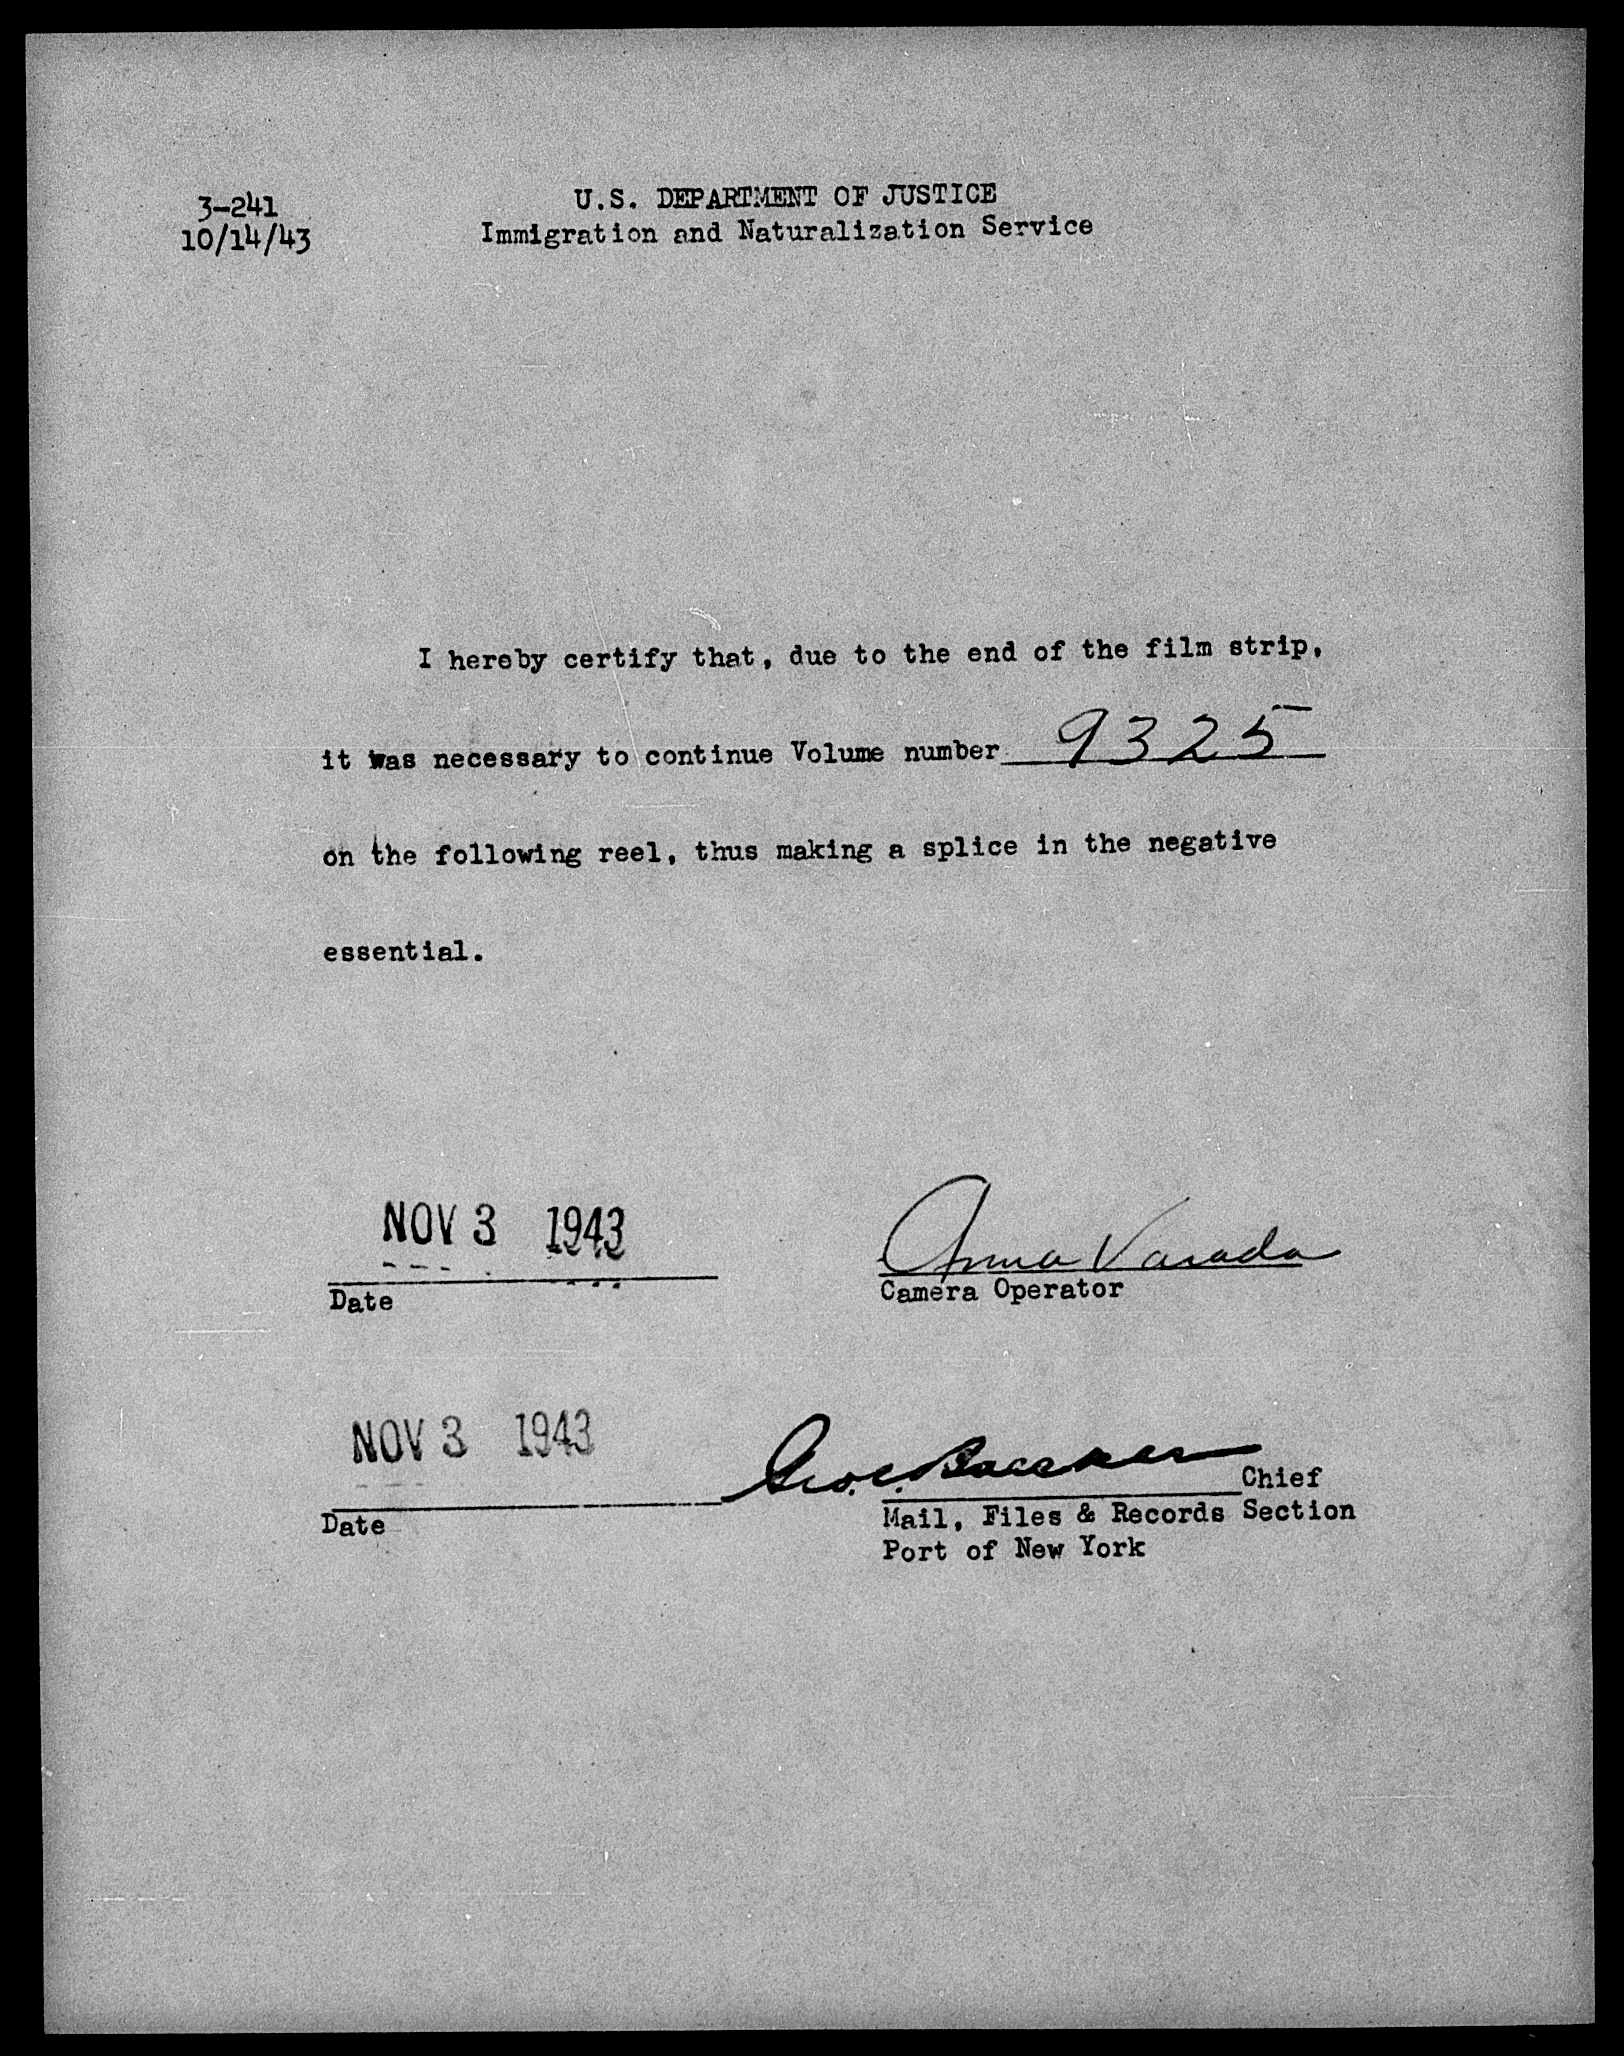 3-241
10/14/43
U.S. DEPARTMENT OF JUSTICE
Immigration and Naturalization Service
I hereby certify that, due to the end of the film strip,
it was necessary to continue Volume number 9325
on the following reel, thus making a splice in the negative
essential.
NOV 3 1943
Anna Varada
Date
Camera Operator
NOV 3 1943
Geo. C.
Chief
Date
Mail, Files & Records Section
Port of New York